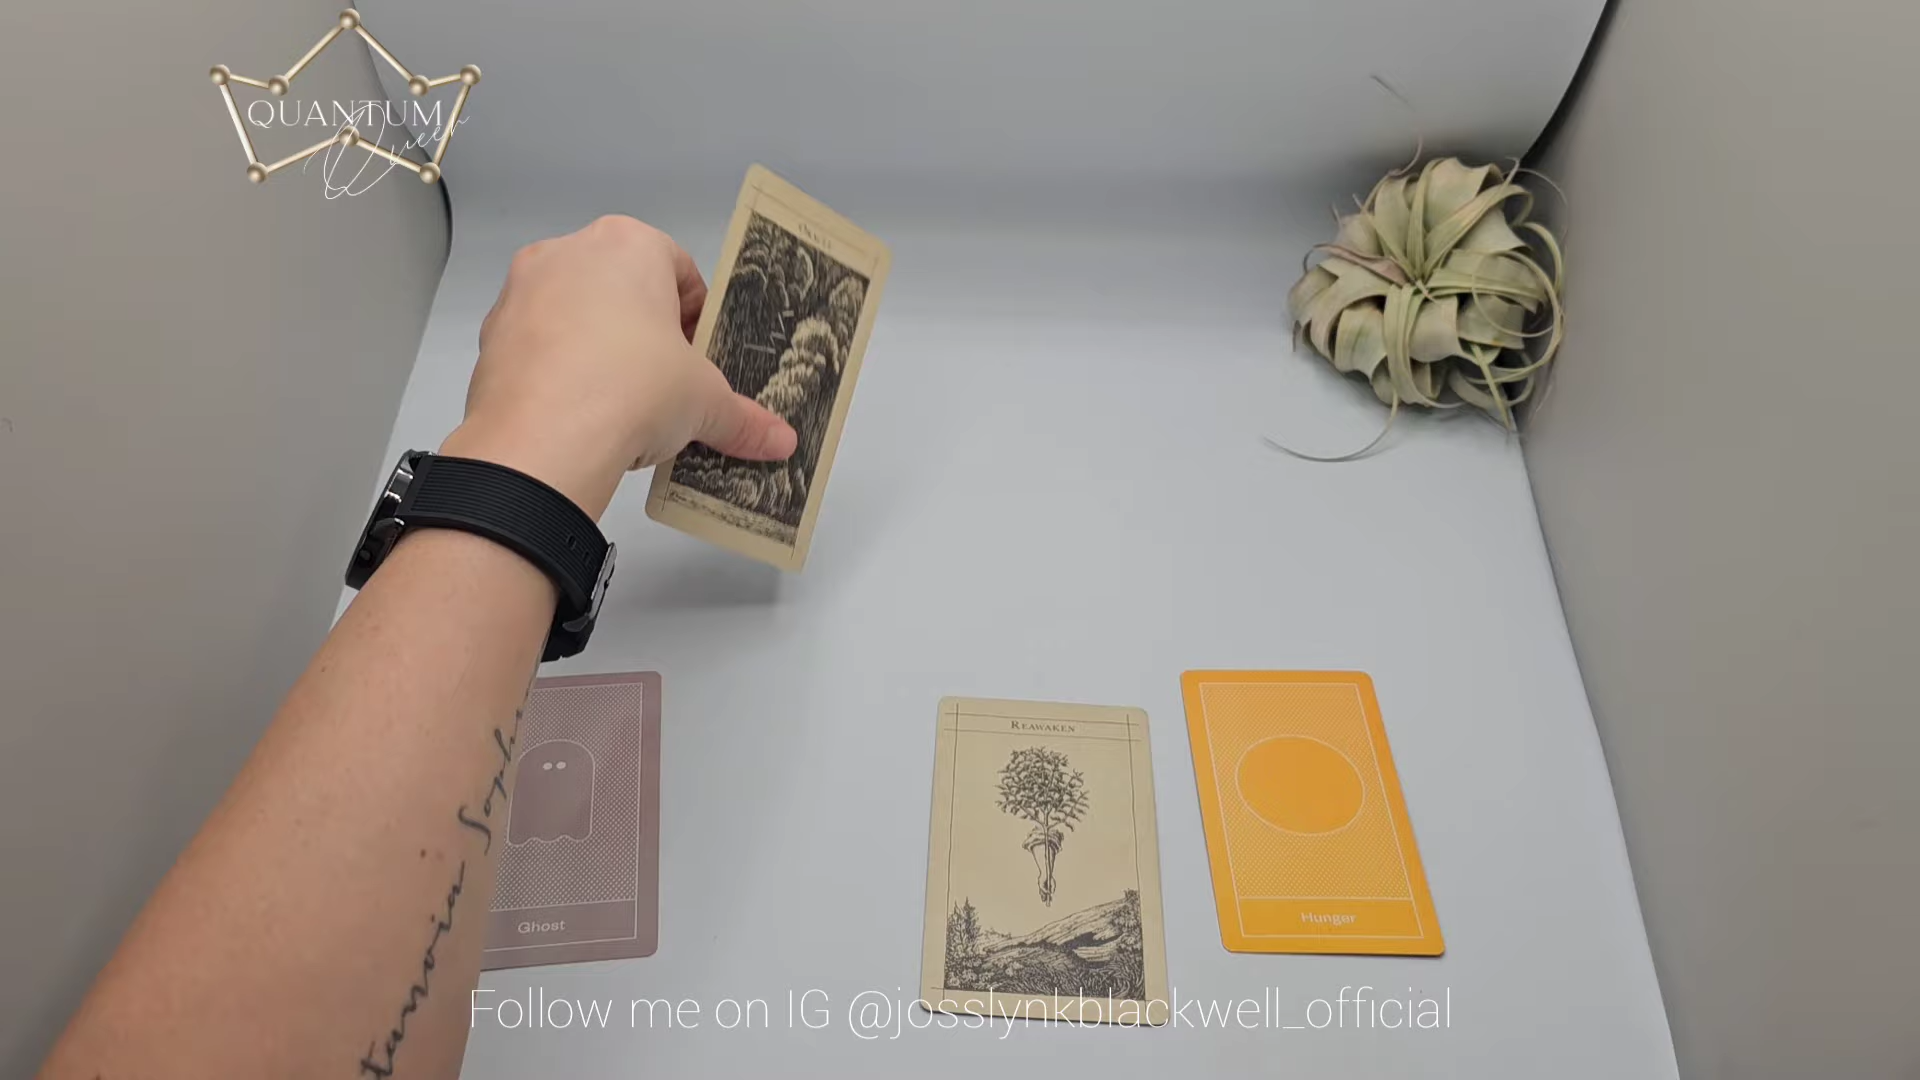 QUANTUM
Queen
REAWAKEN
Ghost
Hunger
Follow me on IG @josslynkblackwell_official